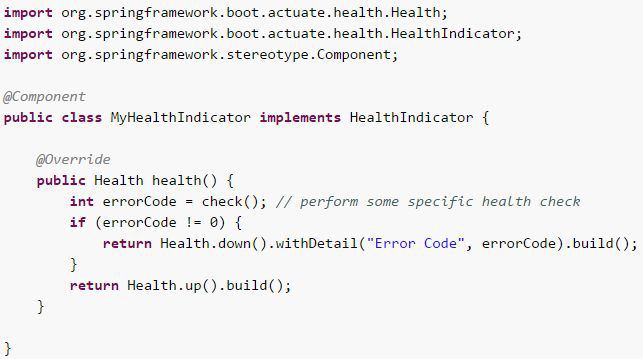 import org.springframework.boot.actuate.health.Health;
import org.springframework.boot.actuate.health.HealthIndicator;
import org.springframework.stereotype.Component;

@Component
public class MyHealthIndicator implements HealthIndicator {

    @Override
    public Health health() {
        int errorCode = check(); // perform some specific health check
        if (errorCode != 0) {
            return Health.down().withDetail("Error Code", errorCode).build();
        }
        return Health.up().build();
    }

}